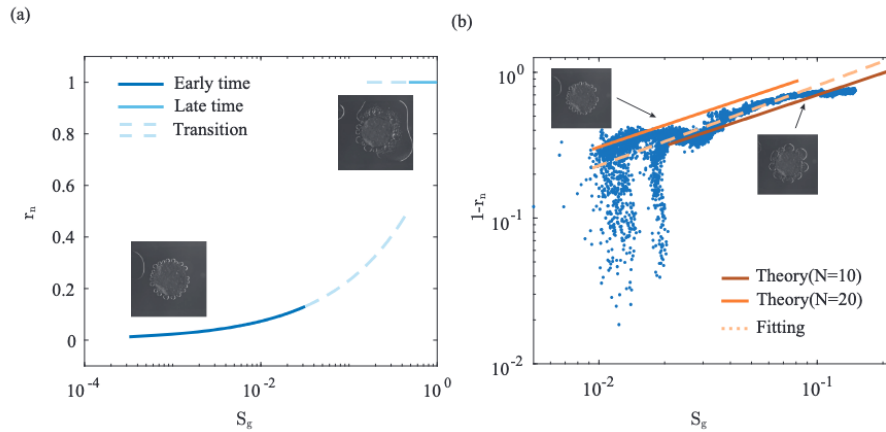 (a)
1
0.8
0.6
0.4
0.2
0
r_n
10^-4
10^-2
10^0
S_g
Early time
Late time
Transition
(b)
10^0
10^-1
10^-2
1-r_n
10^-2
10^-1
S_g
Theory(N=10)
Theory(N=20)
Fitting